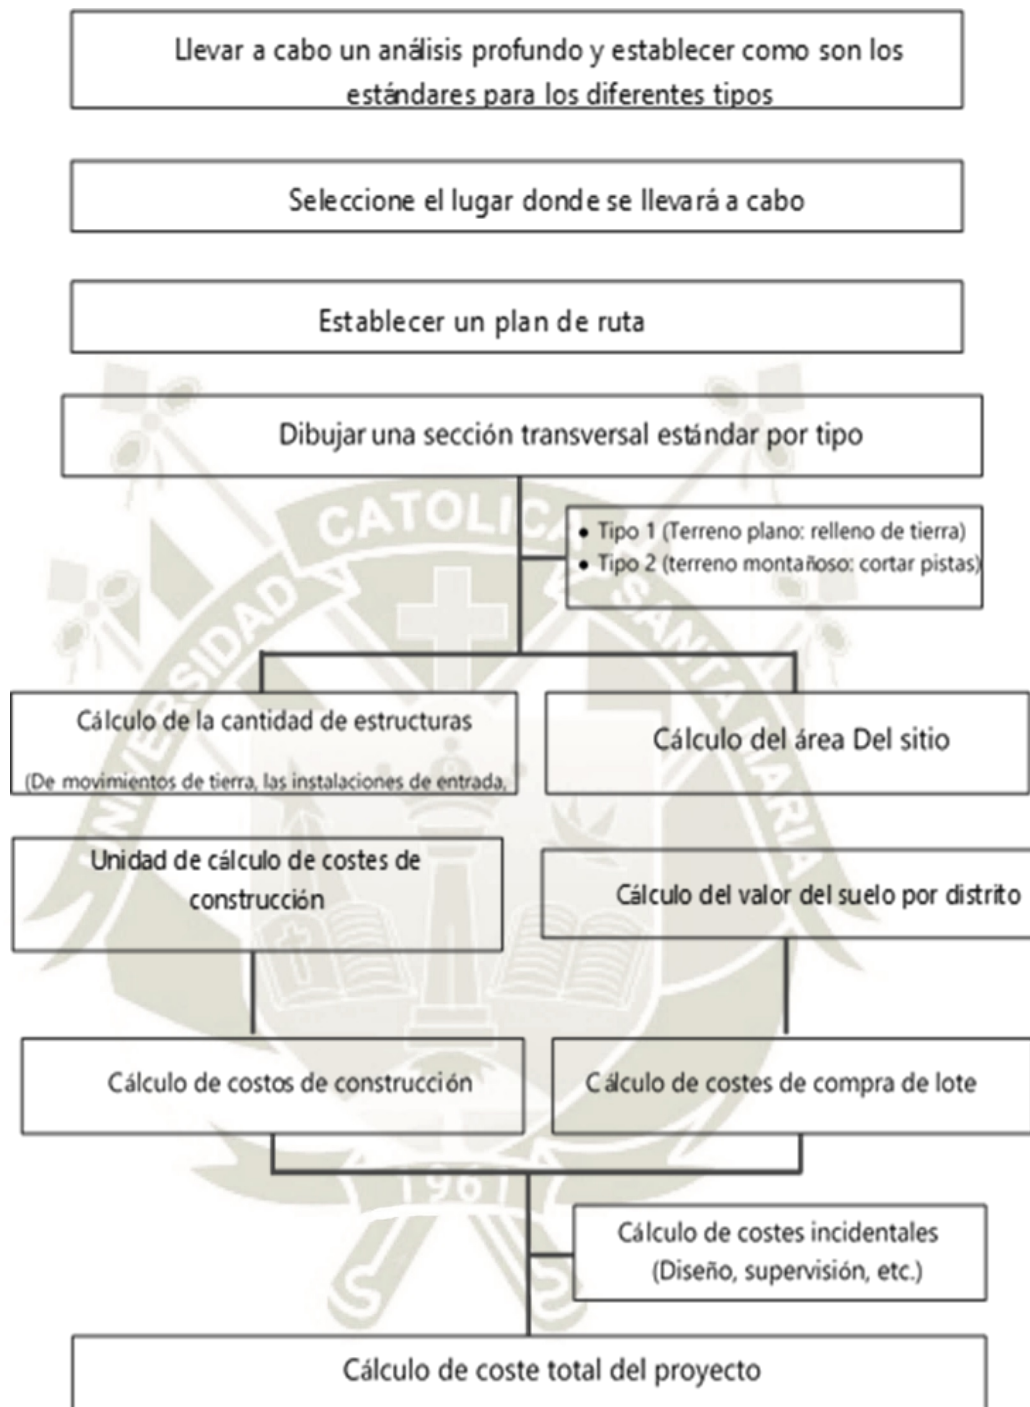 Llevar a cabo un análisis profundo y establecer como son los
estándares para los diferentes tipos
Seleccione el lugar donde se llevará a cabo
Establecer un plan de ruta
Dibujar una sección transversal estándar por tipo
• Tipo 1 (Terreno plano: relleno de tierra)
• Tipo 2 (terreno montañoso: cortar pistas)
UNIVERSIDAD CATOLICA SANTA MARIA
Cálculo de la cantidad de estructuras
(De movimientos de tierra, las instalaciones de entrada,
Cálculo del área Del sitio
Unidad de cálculo de costes de
construcción
Cálculo del valor del suelo por distrito
Cálculo de costos de construcción
Cálculo de costes de compra de lote
1961
Cálculo de costes incidentales
(Diseño, supervisión, etc.)
Cálculo de coste total del proyecto